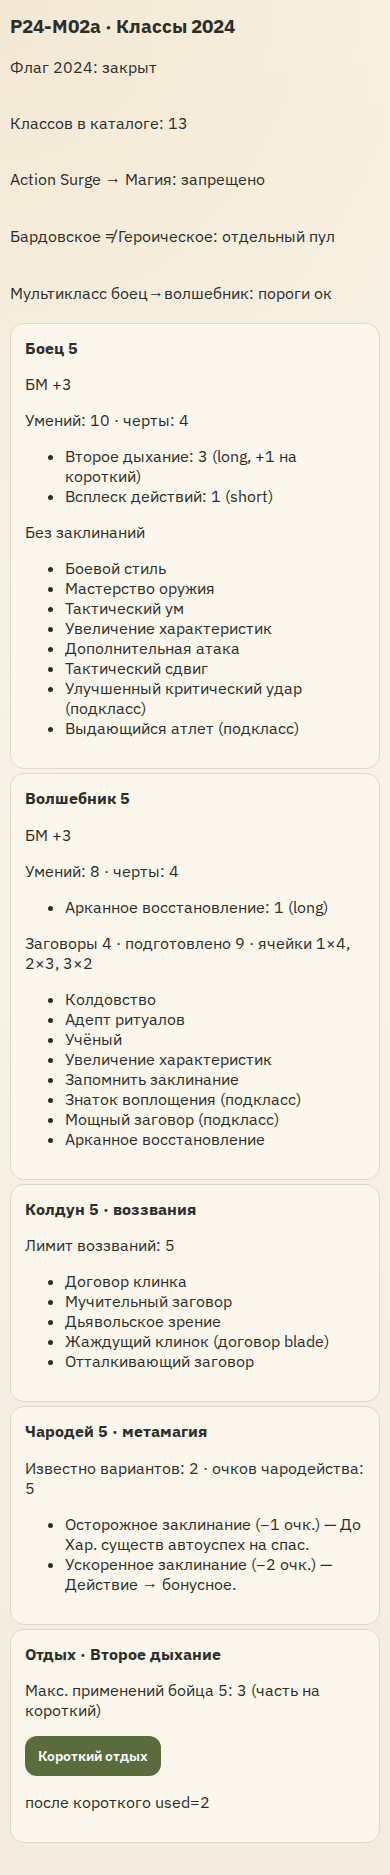 P24-M02a · Классы 2024
Флаг 2024: закрыт
Классов в каталоге: 13
Action Surge → Магия: запрещено
Бардовское ≠ Героическое: отдельный пул
Мультикласс боец→волшебник: пороги ок
Боец 5
БМ +3
Умений: 10 · черты: 4
• Второе дыхание: 3 (long, +1 на
короткий)
• Всплеск действий: 1 (short)
Без заклинаний
• Боевой стиль
• Мастерство оружия
• Тактический ум
• Увеличение характеристик
• Дополнительная атака
• Тактический сдвиг
• Улучшенный критический удар
(подкласс)
• Выдающийся атлет (подкласс)
Волшебник 5
БМ +3
Умений: 8 · черты: 4
• Арканное восстановление: 1 (long)
Заговоры 4 · подготовлено 9 · ячейки 1×4,
2×3, 3×2
• Колдовство
• Адепт ритуалов
• Учёный
• Увеличение характеристик
• Запомнить заклинание
• Знаток воплощения (подкласс)
• Мощный заговор (подкласс)
• Арканное восстановление
Колдун 5 · воззвания
Лимит воззваний: 5
• Договор клинка
• Мучительный заговор
• Дьявольское зрение
• Жаждущий клинок (договор blade)
• Отталкивающий заговор
Чародей 5 · метамагия
Известно вариантов: 2 · очков чародейства:
5
• Осторожное заклинание (−1 очк.) — До
Хар. существ автоуспех на спас.
• Ускоренное заклинание (−2 очк.) —
Действие → бонусное.
Отдых · Второе дыхание
Макс. применений бойца 5: 3 (часть на
короткий)
Короткий отдых
после короткого used=2